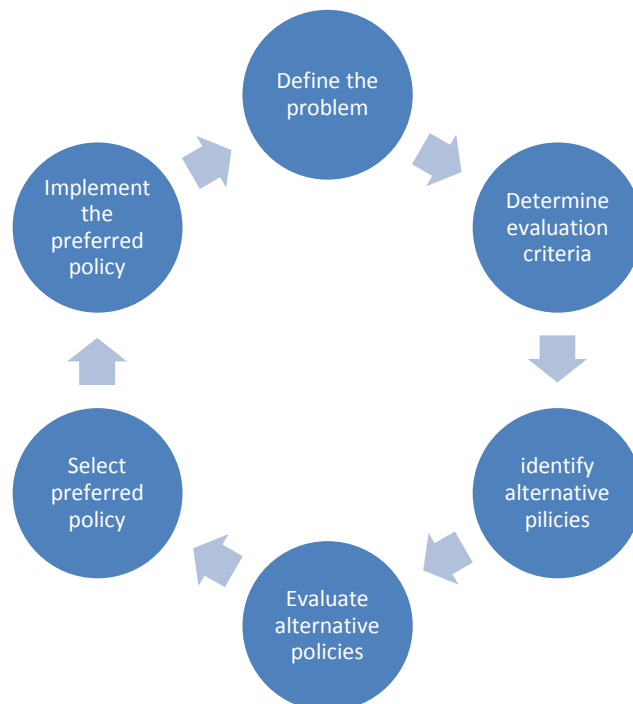 Define the
problem
Determine
evaluation
criteria
identify
alternative
pilicies
Evaluate
alternative
policies
Select
preferred
policy
Implement
the
preferred
policy